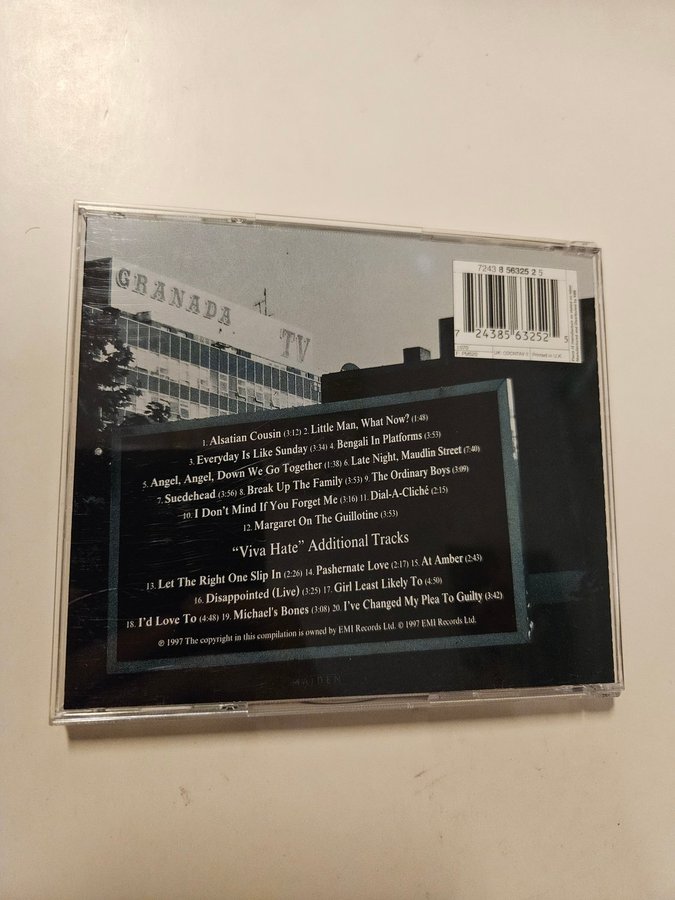 GRANADA TV
7243 8 56325 2 5
7 24385 63252 5
UK: CDCNTAV Printed in U.K.
1. Alsatian Cousin (3:12) 2. Little Man, What Now? (1:48)
3. Everyday Is Like Sunday (3:34) 4. Bengali In Platforms (3:53)
5. Angel, Angel, Down We Go Together (1:38) 6. Late Night, Maudlin Street (7:40)
7. Suedehead (3:56) 8. Break Up The Family (3:53) 9. The Ordinary Boys (3:09)
10. I Don't Mind If You Forget Me (3:16) 11. Dial-A-Cliché (2:15)
12. Margaret On The Guillotine (3:53)
"Viva Hate" Additional Tracks
13. Let The Right One Slip In (2:26) 14. Pashernate Love (2:17) 15. At Amber (2:43)
16. Disappointed (Live) (3:25) 17. Girl Least Likely To (4:50)
18. I'd Love To (4:48) 19. Michael's Bones (3:08) 20. I've Changed My Plea To Guilty (3:42)
℗ 1997 The copyright in this compilation is owned by EMI Records Ltd. © 1997 EMI Records Ltd.
MAIDEN